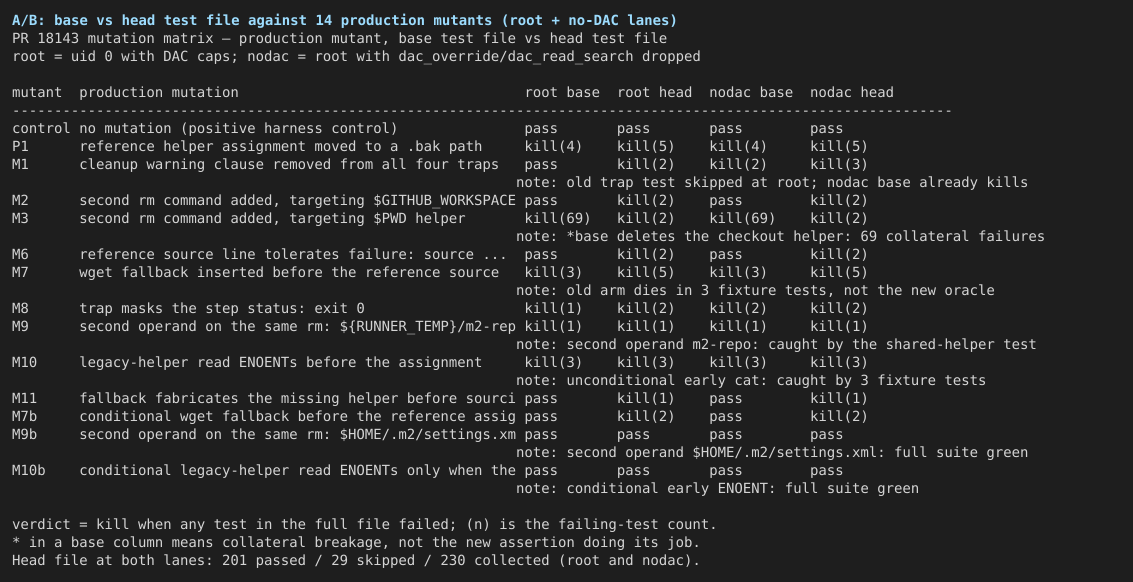 A/B: base vs head test file against 14 production mutants (root + no-DAC lanes)
PR 18143 mutation matrix — production mutant, base test file vs head test file
root = uid 0 with DAC caps; nodac = root with dac_override/dac_read_search dropped
mutant production mutation root base root head nodac base nodac head
--------------------------------------------------------------------------------------------------------------
control no mutation (positive harness control) pass pass pass pass
P1 reference helper assignment moved to a .bak path kill(4) kill(5) kill(4) kill(5)
M1 cleanup warning clause removed from all four traps pass kill(2) kill(2) kill(3)
note: old trap test skipped at root; nodac base already kills
M2 second rm command added, targeting $GITHUB_WORKSPACE pass kill(2) pass kill(2)
M3 second rm command added, targeting $PWD helper kill(69) kill(2) kill(69) kill(2)
note: *base deletes the checkout helper: 69 collateral failures
M6 reference source line tolerates failure: source ... pass kill(2) pass kill(2)
M7 wget fallback inserted before the reference source kill(3) kill(5) kill(3) kill(5)
note: old arm dies in 3 fixture tests, not the new oracle
M8 trap masks the step status: exit 0 kill(1) kill(2) kill(2) kill(2)
M9 second operand on the same rm: ${RUNNER_TEMP}/m2-rep kill(1) kill(1) kill(1) kill(1)
note: second operand m2-repo: caught by the shared-helper test
M10 legacy-helper read ENOENTs before the assignment kill(3) kill(3) kill(3) kill(3)
note: unconditional early cat: caught by 3 fixture tests
M11 fallback fabricates the missing helper before sourci pass kill(1) pass kill(1)
M7b conditional wget fallback before the reference assig pass kill(2) pass kill(2)
M9b second operand on the same rm: $HOME/.m2/settings.xm pass pass pass pass
note: second operand $HOME/.m2/settings.xml: full suite green
M10b conditional legacy-helper read ENOENTs only when the pass pass pass pass
note: conditional early ENOENT: full suite green
verdict = kill when any test in the full file failed; (n) is the failing-test count.
* in a base column means collateral breakage, not the new assertion doing its job.
Head file at both lanes: 201 passed / 29 skipped / 230 collected (root and nodac).